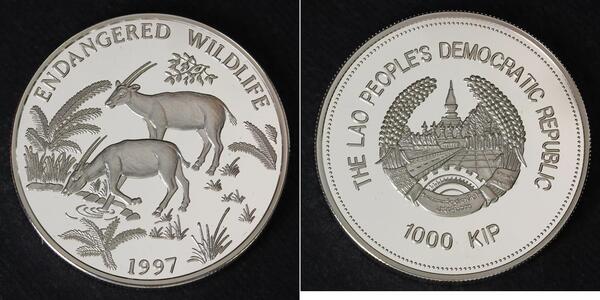 ENDANGERED WILDLIFE
1997
THE LAO PEOPLE'S DEMOCRATIC REPUBLIC
1000 KIP